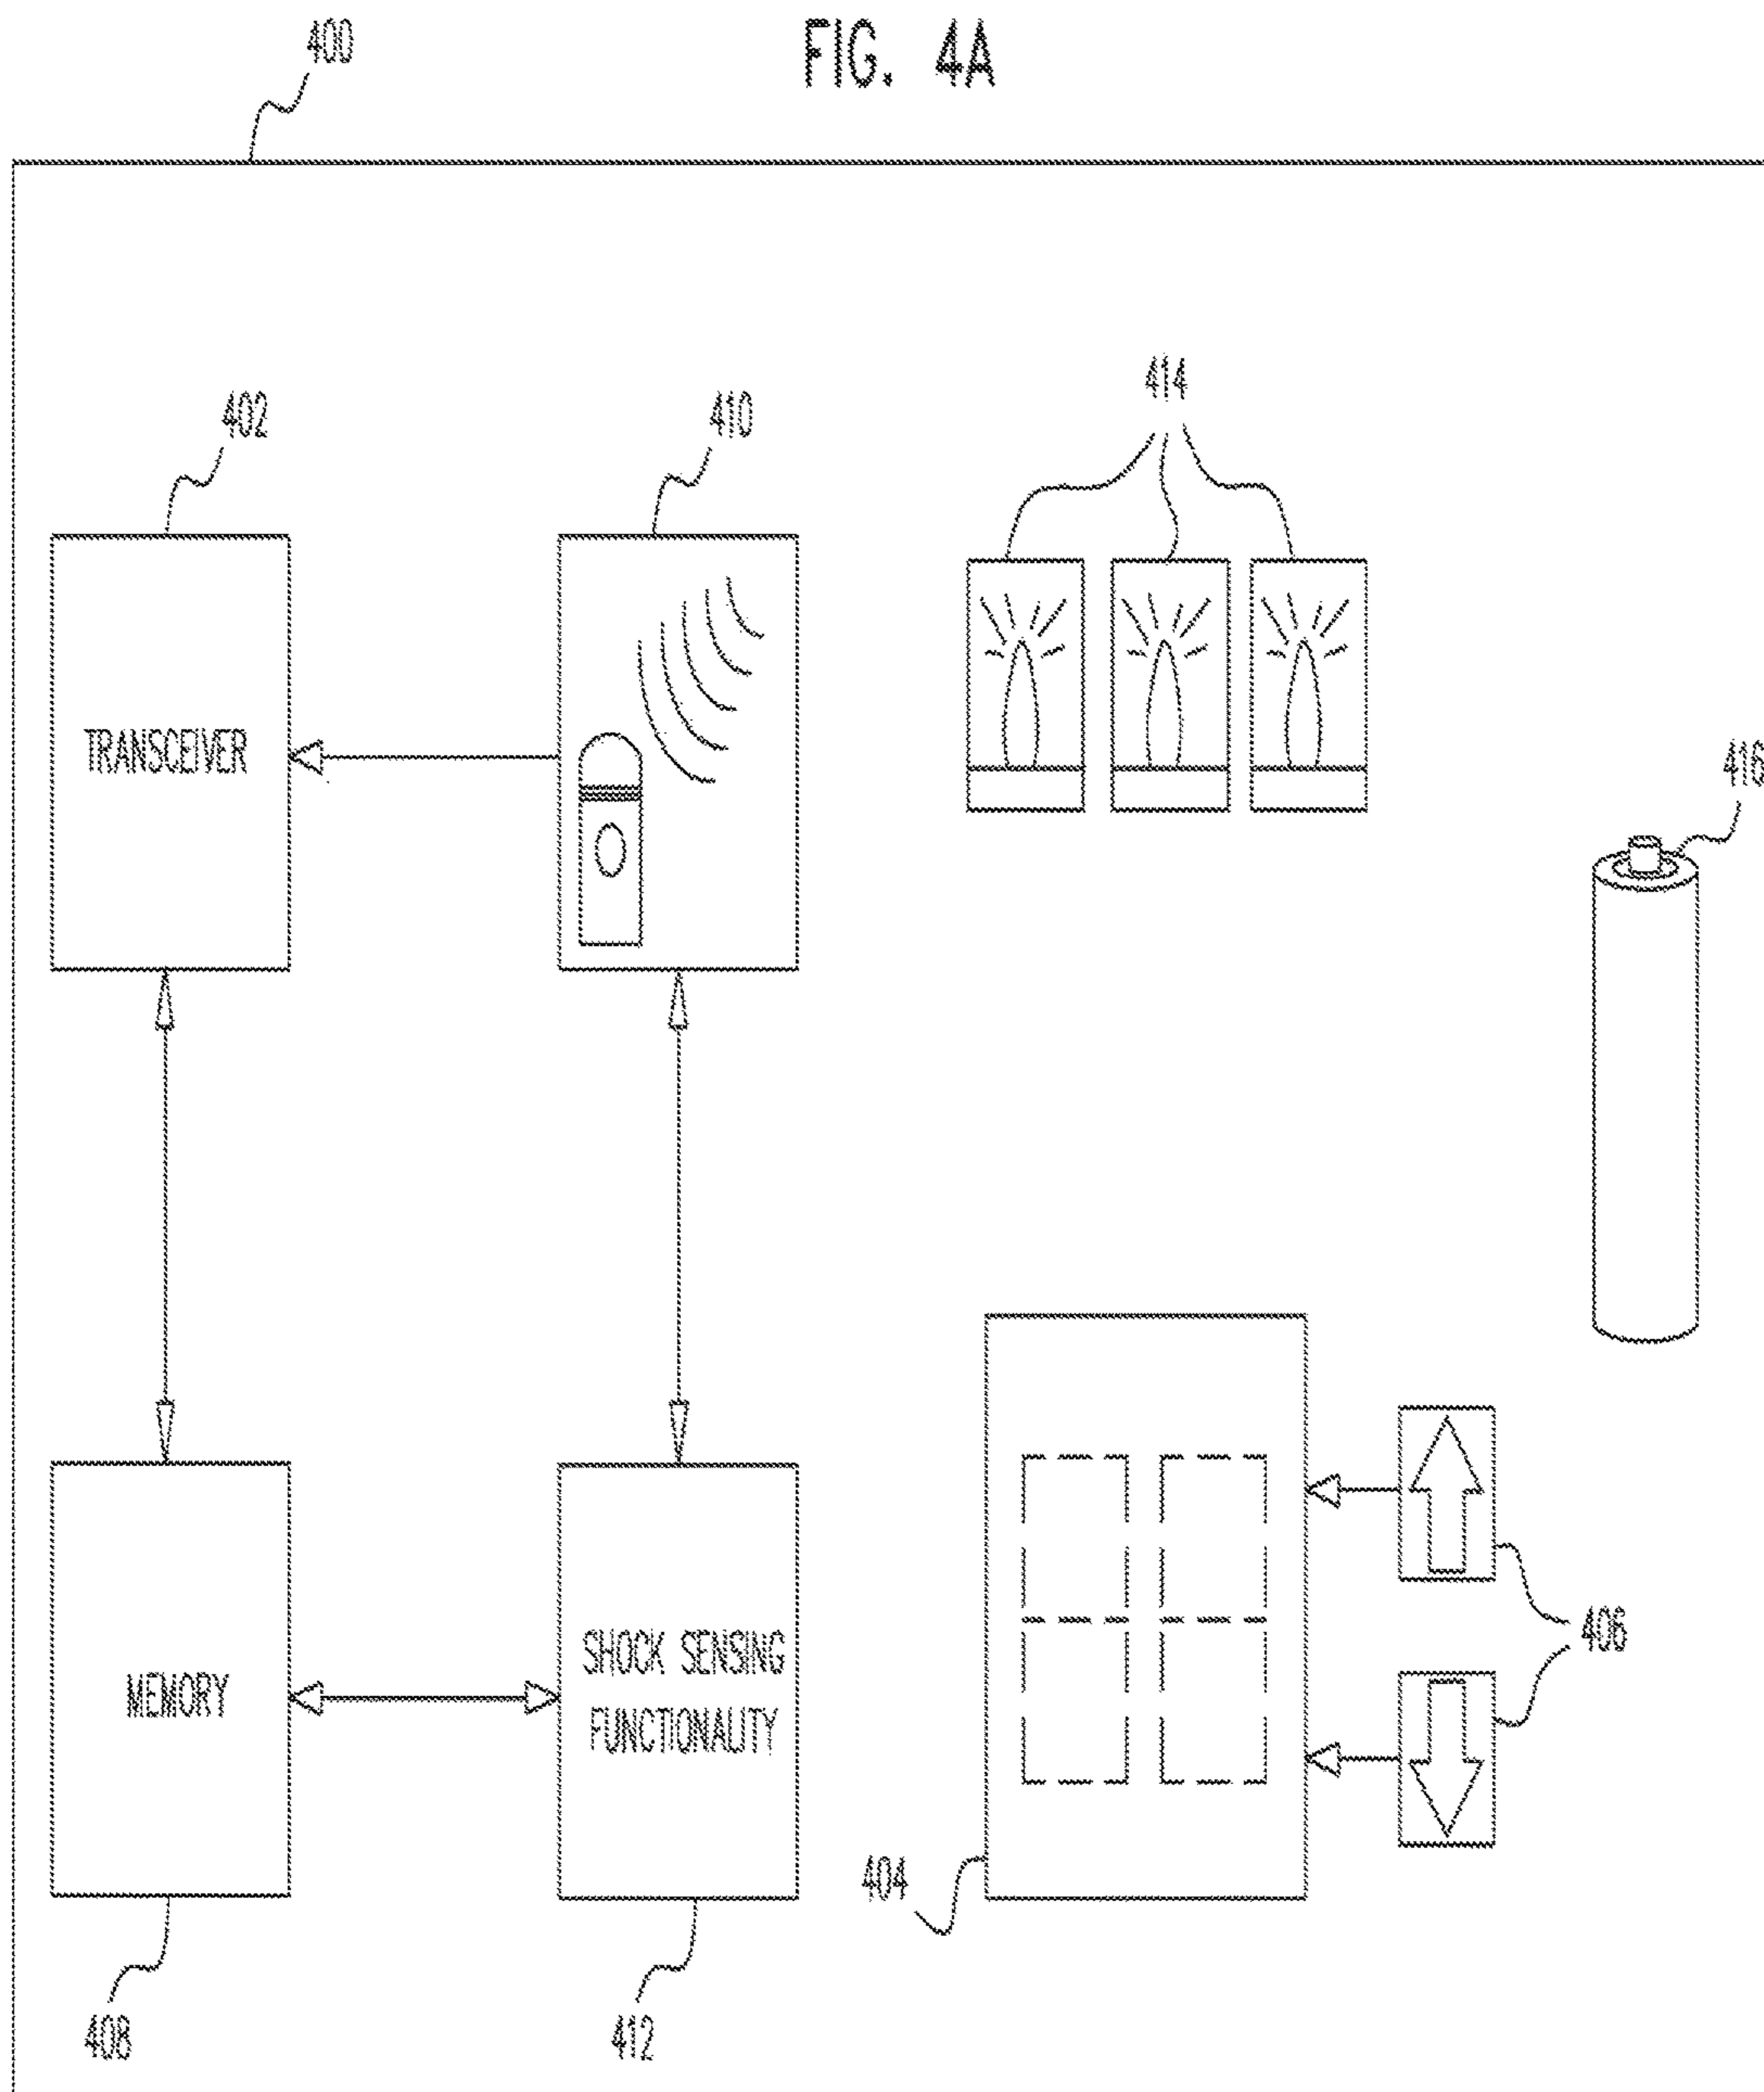 FIG. 4A
400
402
410
414
416
TRANSCEIVER
406
MEMORY
SHOCK SENSING
FUNCTIONALITY
404
408
412